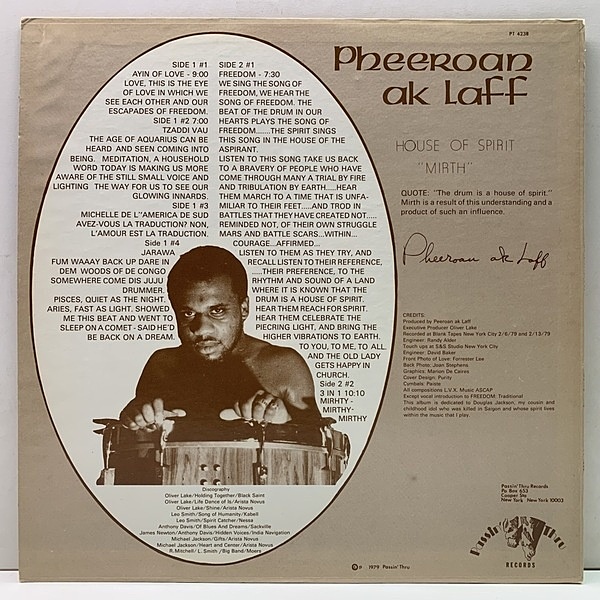 PT 4238
Pheeroan
ak Laff
HOUSE OF SPIRIT
"MIRTH"
QUOTE: "The drum is a house of spirit."
Mirth is a result of this understanding and a
product of such an influence.
Pheeroan ak Laff
SIDE 1 #1
AYIN OF LOVE - 9:00
LOVE, THIS IS THE EYE
OF LOVE IN WHICH WE
SEE EACH OTHER AND OUR
ESCAPADES OF FREEDOM.
SIDE 1 #2 7:00
TZADDI VAU
THE AGE OF AQUARIUS CAN BE
HEARD AND SEEN COMING INTO
BEING. MEDITATION, A HOUSEHOLD
WORD TODAY IS MAKING US MORE
AWARE OF THE STILL SMALL VOICE AND
LIGHTING THE WAY FOR US TO SEE OUR
GLOWING INNARDS.
SIDE 1 #3
MICHELLE DE L''AMERICA DE SUD
AVEZ-VOUS LA TRADUCTION? NON,
L'AMOUR EST LA TRADUCTION.
Side 1 #4
JARAWA
FUM WAAAY BACK UP DARE IN
DEM WOODS OF DE CONGO
SOMEWHERE COME DIS JUJU
DRUMMER.
PISCES, QUIET AS THE NIGHT.
ARIES, FAST AS LIGHT. SHOWED
ME THIS BEAT AND WENT TO
SLEEP ON A COMET - SAID HE'D
BE BACK ON A DREAM.
SIDE 2 #1
FREEDOM - 7:30
WE SING THE SONG OF
FREEDOM, WE HEAR THE
SONG OF FREEDOM. THE
BEAT OF THE DRUM IN OUR
HEARTS PLAYS THE SONG OF
FREEDOM.......THE SPIRIT SINGS
THIS SONG IN THE HOUSE OF THE
ASPIRANT.
LISTEN TO THIS SONG TAKE US BACK
TO A BRAVERY OF PEOPLE WHO HAVE
COME THROUGH MANY A TRIAL BY FIRE
AND TRIBULATION BY EARTH.....HEAR
THEM MARCH TO A TIME THAT IS UNFA-
MILIAR TO THEIR FEET.....AND TROD IN
BATTLES THAT THEY HAVE CREATED NOT.....
REMINDED NOT, OF THEIR OWN STRUGGLE
MARS AND BATTLE SCARS...WITHIN...
COURAGE...AFFIRMED...
LISTEN TO THEM AS THEY TRY, AND
RECALL LISTEN TO THEIR REFERENCE,
.....THEIR PREFERENCE, TO THE
RHYTHM AND SOUND OF A LAND
WHERE IT IS KNOWN THAT THE
DRUM IS A HOUSE OF SPIRIT.
HEAR THEM REACH FOR SPIRIT.
HEAR THEM CELEBRATE THE
PIECRING LIGHT, AND BRING THE
HIGHER VIBRATIONS TO EARTH.
TO YOU, TO ME, TO ALL.
AND THE OLD LADY
GETS HAPPY IN
CHURCH.
Side 2 #2
3 IN 1 10:10
MIRHTY-
MIRTHY-
MIRTHY
Discography
Oliver Lake/Holding Together/Black Saint
Oliver Lake/Life Dance of Is/Arista Novus
Oliver Lake/Shine/Arista Novus
Leo Smith/Song of Humanity/Kabell
Leo Smith/Spirit Catcher/Nessa
Anthony Davis/Of Blues And Dreams/Sackville
James Newton/Anthony Davis/Hidden Voices/India Navigation
Michael Jackson/Gifts/Arista Novus
Michael Jackson/Heart and Center/Arista Novus
R.Mitchell/ L. Smith /Big Band/Moers
CREDITS:
Produced by Peeroan ak Laff
Executive Producer Oliver Lake
Recorded at Blank Tapes New York City 2/6/79 and 2/13/79
Engineer: Randy Alder
Touch ups at S&S Studio New York City
Engineer: David Baker
Front Photo of Love: Forrester Lee
Back Photo: Joan Stephens
Graphics: Marion De Caires
Cover Design: Purity
Cymbals: Paiste
All compositions L.V.X. Music ASCAP
Except vocal introduction to FREEDOM: Traditional
This album is dedicated to Douglas Jackson, my cousin and
childhood idol who was killed in Saigon and whose spirit lives
within the music that I play.
Passin' Thru Records
Po Box 653
Cooper Sta
New York New York 10003
Passin' Thru
RECORDS
© ℗ 1979 Passin' Thru